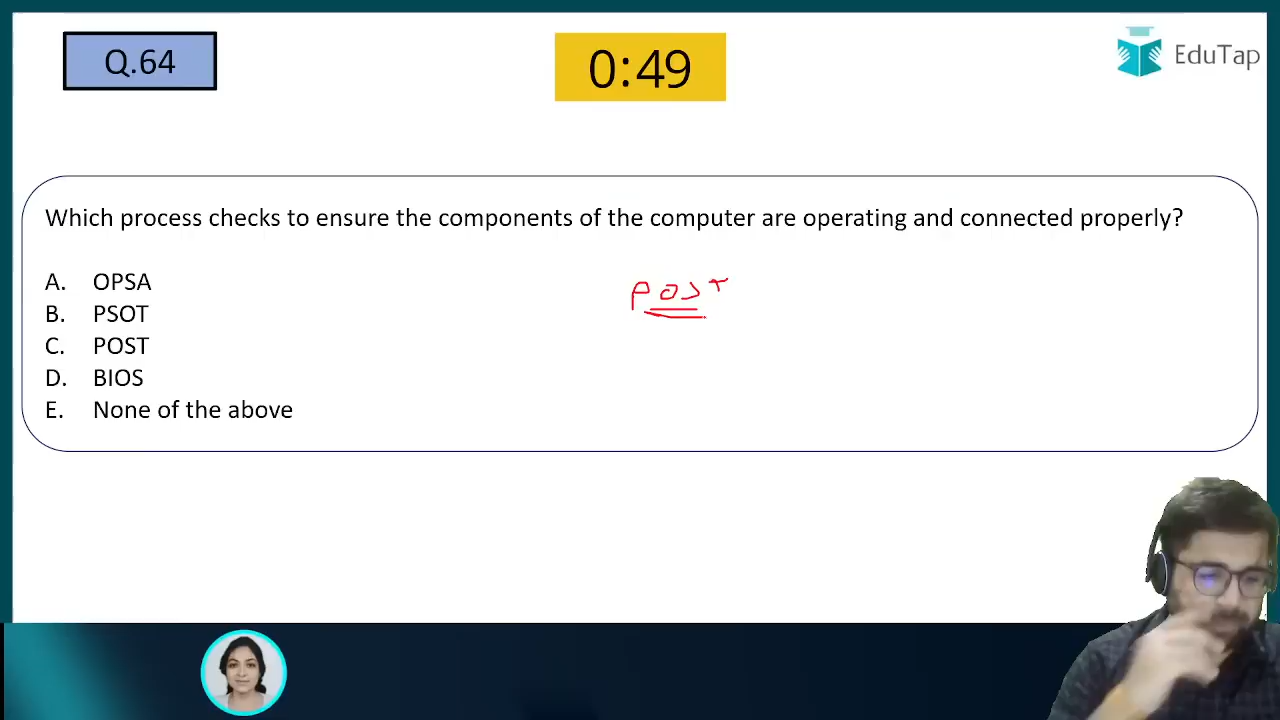 Q.64
0:49
EduTap
Which process checks to ensure the components of the computer are operating and connected properly?
A. OPSA
B. PSOT
C. POST
D. BIOS
E. None of the above
POST